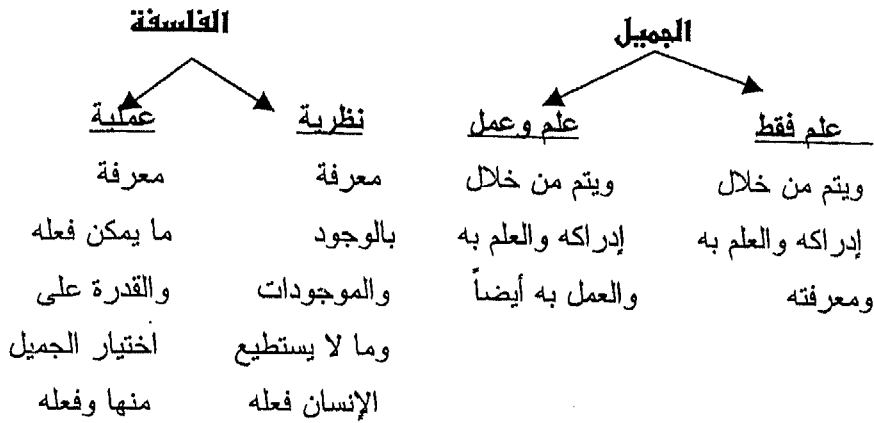 الجميل
علم فقط
ويتم من خلال
إدراكه والعلم به
ومعرفته
علم وعمل
ويتم من خلال
إدراكه والعلم به
والعمل به أيضاً
الفلسفة
نظرية
معرفة
بالوجود
والموجودات
وما لا يستطيع
الإنسان فعله
عملية
معرفة
ما يمكن فعله
والقدرة على
اختيار الجميل
منها وفعله